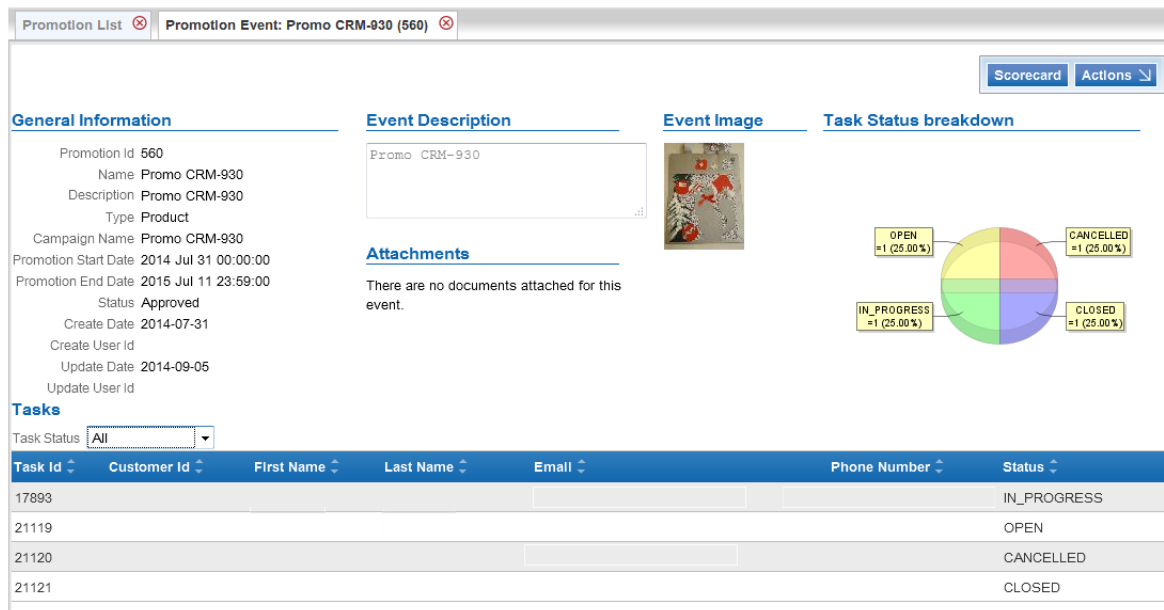 Promotion List
Promotion Event: Promo CRM-930 (560)
Scorecard
Actions
General Information
Promotion Id 560
Name Promo CRM-930
Description Promo CRM-930
Type Product
Campaign Name Promo CRM-930
Promotion Start Date 2014 Jul 31 00:00:00
Promotion End Date 2015 Jul 11 23:59:00
Status Approved
Create Date 2014-07-31
Create User Id
Update Date 2014-09-05
Update User Id
Event Description
Promo CRM-930
Attachments
There are no documents attached for this
event.
Event Image
Task Status breakdown
OPEN
=1 (25.00%)
CANCELLED
=1 (25.00%)
IN_PROGRESS
=1 (25.00%)
CLOSED
=1 (25.00%)
Tasks
Task Status All
Task Id Customer Id First Name Last Name Email Phone Number Status
17893 IN_PROGRESS
21119 OPEN
21120 CANCELLED
21121 CLOSED